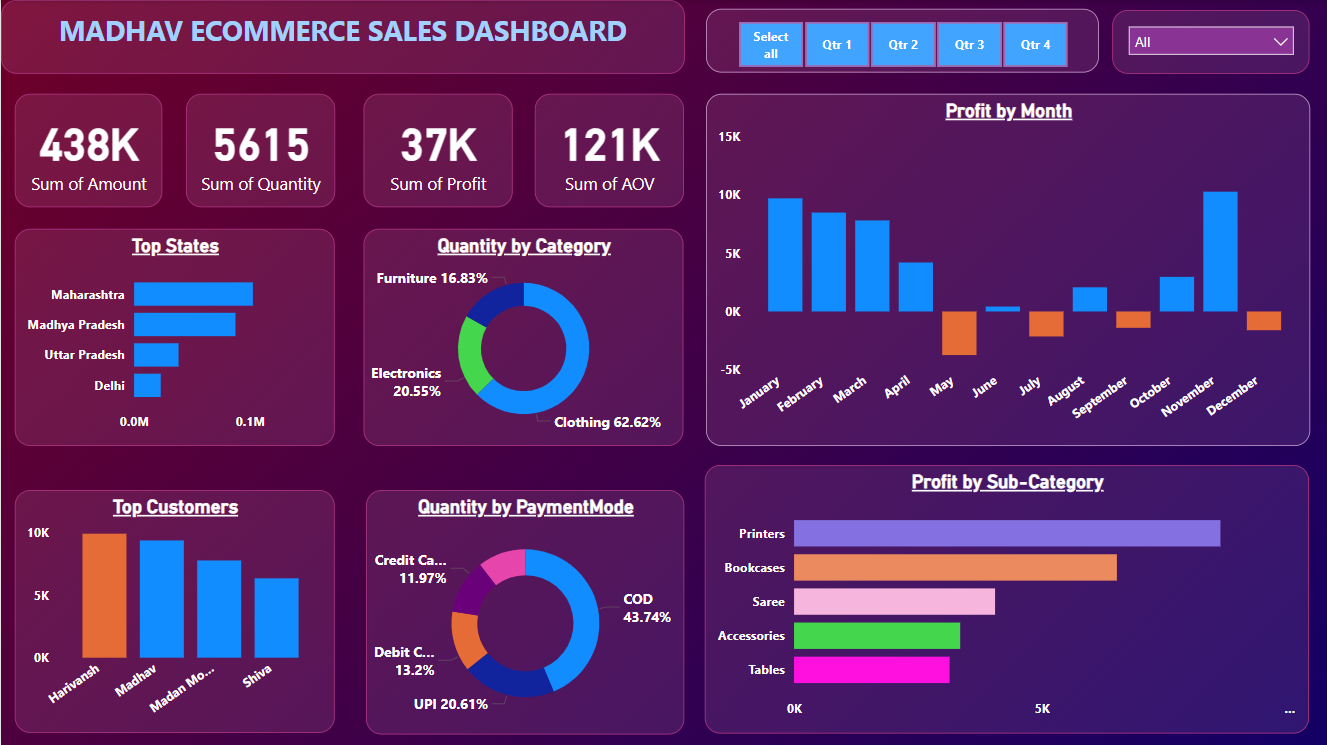 MADHAV ECOMMERCE SALES DASHBOARD
Select
all
Qtr 1
Qtr 2
Qtr 3
Qtr 4
All
438K
Sum of Amount
5615
Sum of Quantity
37K
Sum of Profit
121K
Sum of AOV
Profit by Month
15K
10K
5K
0K
-5K
January
February
March
April
May
June
July
August
September
October
November
December
Top States
Maharashtra
Madhya Pradesh
Uttar Pradesh
Delhi
0.0M
0.1M
Quantity by Category
Furniture 16.83%
Electronics
20.55%
Clothing 62.62%
Top Customers
10K
5K
0K
Harivansh
Madhav
Madan Mo...
Shiva
Quantity by PaymentMode
Credit Ca...
11.97%
COD
43.74%
Debit C...
13.2%
UPI 20.61%
Profit by Sub-Category
Printers
Bookcases
Saree
Accessories
Tables
0K
5K
...